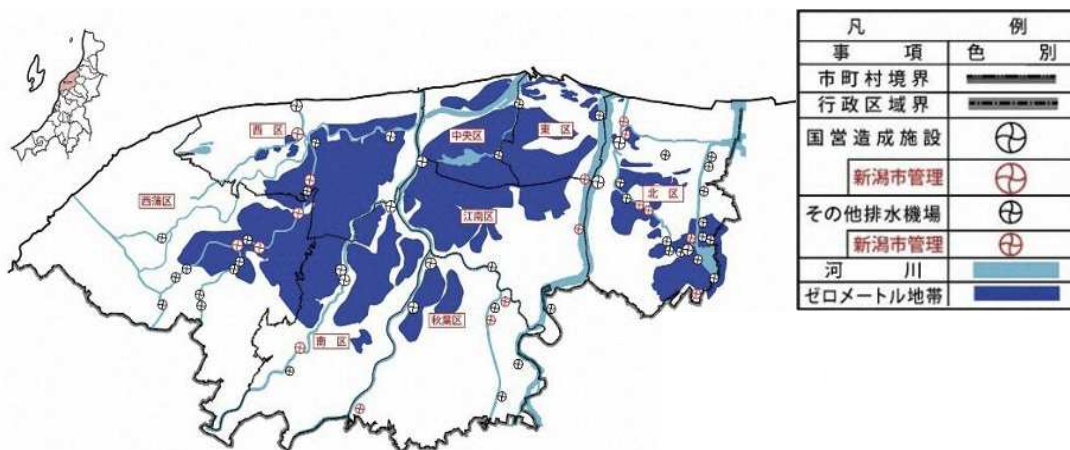 西 区
中央区
東 区
北 区
西蒲区
江南区
秋葉区
南 区
凡 例
事 項 色 別
市町村境界
行政区域界
国営造成施設
新潟市管理
その他排水機場
新潟市管理
河 川
ゼロメートル地帯